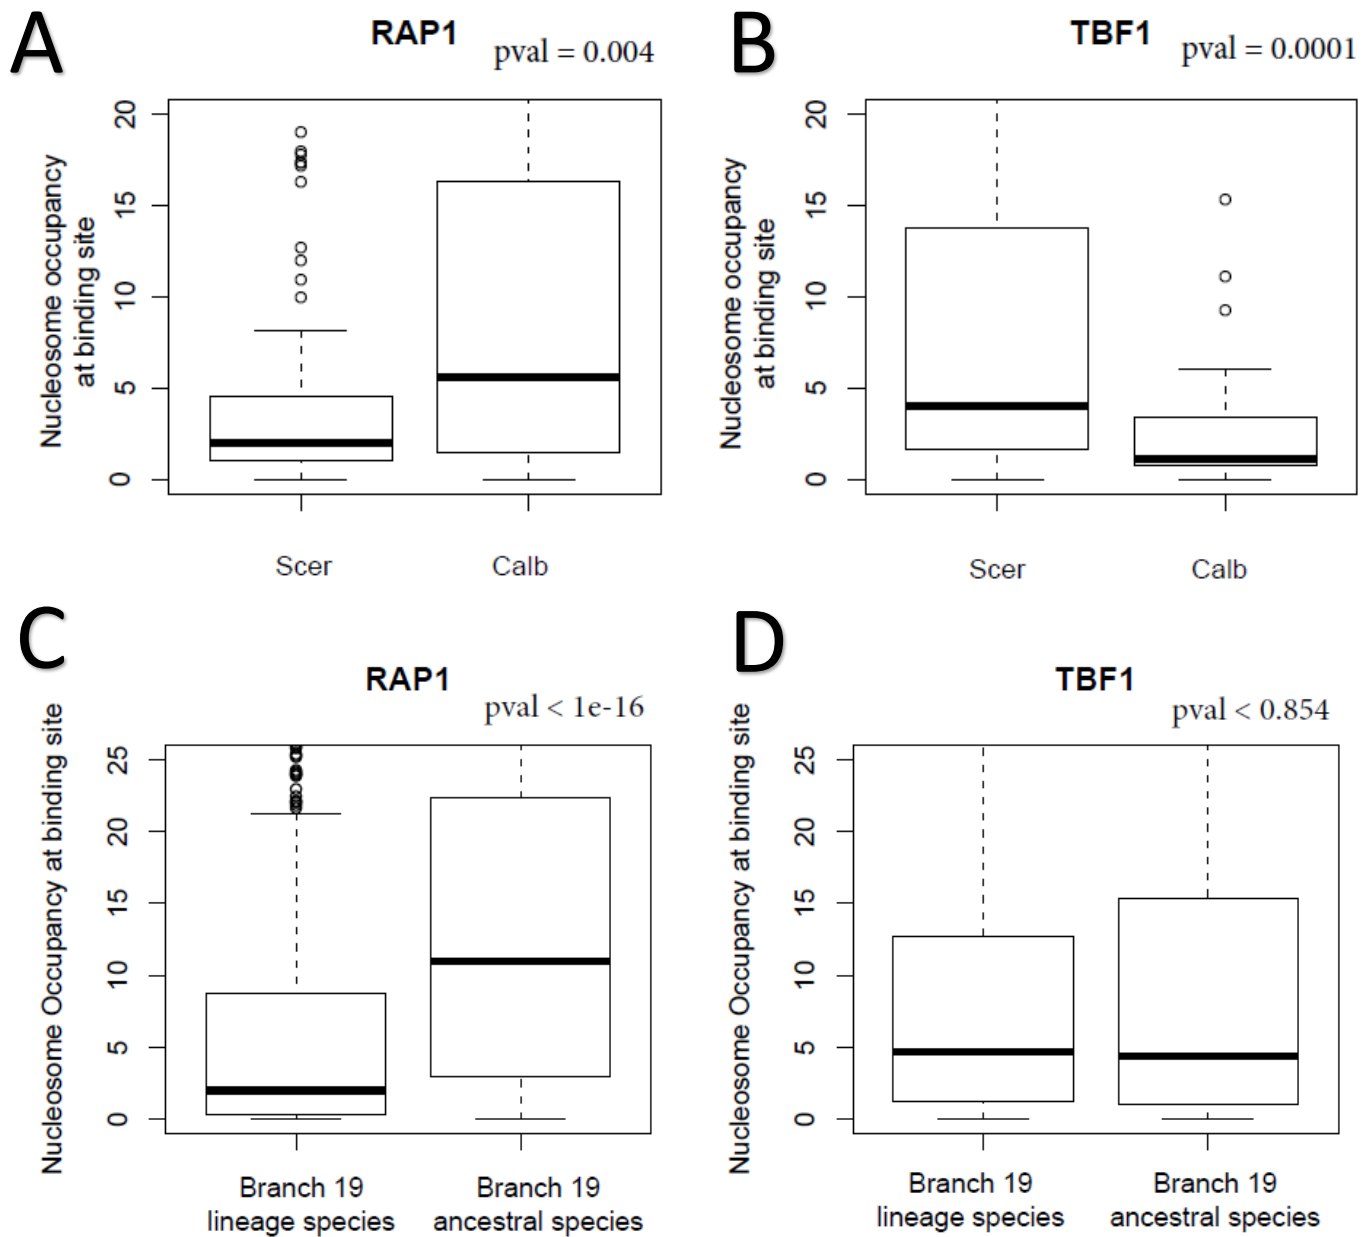 A
RAP1
pval = 0.004
Nucleosome occupancy
at binding site
20
15
10
5
0
Scer
Calb
B
TBF1
pval = 0.0001
Nucleosome occupancy
at binding site
20
15
10
5
0
Scer
Calb
C
RAP1
pval < 1e-16
Nucleosome Occupancy at binding site
25
20
15
10
5
0
Branch 19
lineage species
Branch 19
ancestral species
D
TBF1
pval < 0.854
Nucleosome Occupancy at binding site
25
20
15
10
5
0
Branch 19
lineage species
Branch 19
ancestral species